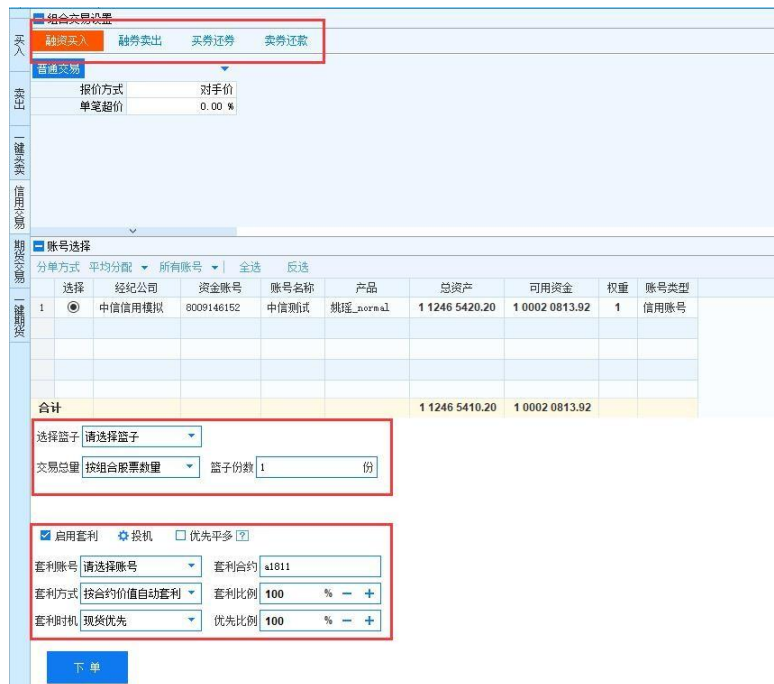 组合交易设置
融资买入 融券卖出 买券还券 卖券还款
普通交易
报价方式 对手价
单笔超价 0.00 %
买入
卖出
一键买卖
信用交易
期货交易
一键期货
账号选择
分单方式 平均分配 所有账号 全选 反选
选择 经纪公司 资金账号 账号名称 产品 总资产 可用资金 权重 账号类型
1 中信信用模拟 8009146152 中信测试 姚瑶_normal 1 1246 5420.20 1 0002 0813.92 1 信用账号
合计 1 1246 5410.20 1 0002 0813.92
选择篮子 请选择篮子
交易总量 按组合股票数量 篮子份数 1 份
启用套利 投机 优先平多 ?
套利账号 请选择账号 套利合约 a1811
套利方式 按合约价值自动套利 套利比例 100 % − +
套利时机 现货优先 优先比例 100 % − +
下单